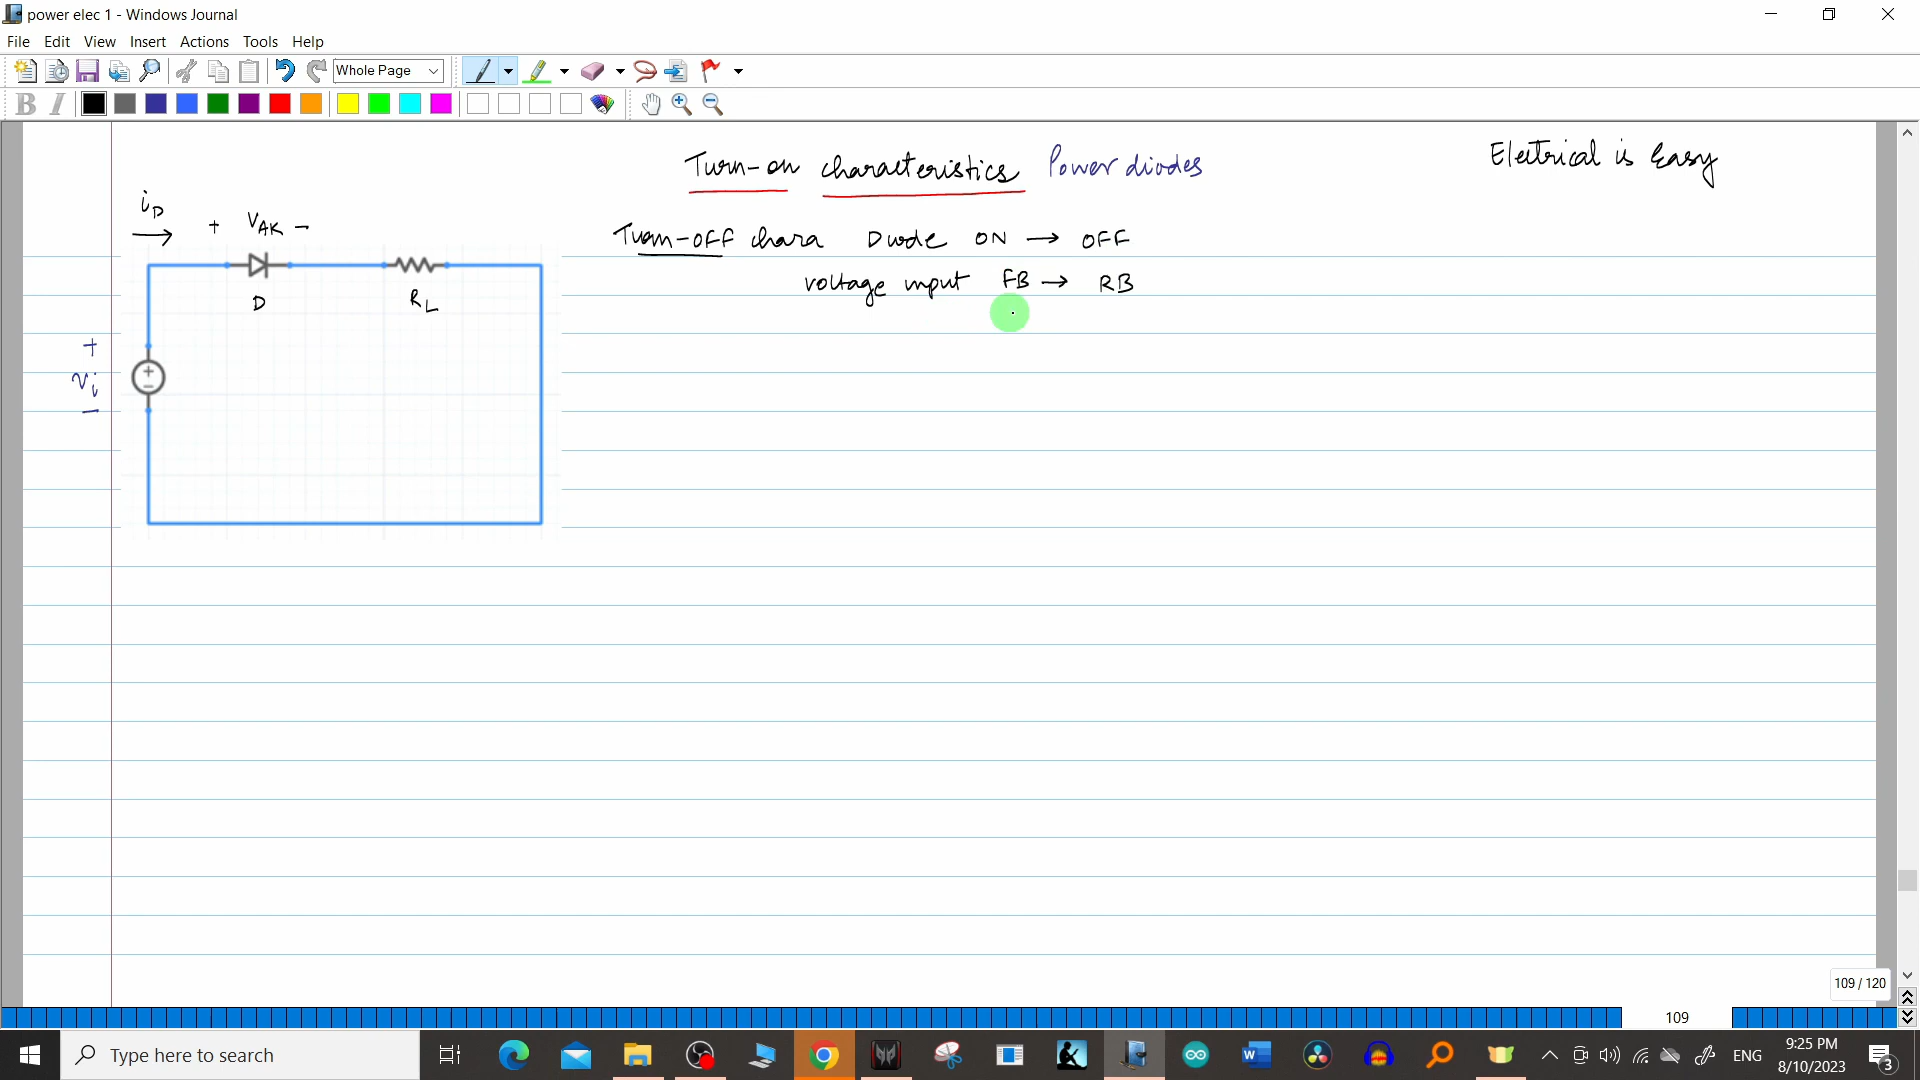 power elec 1 - Windows Journal
File Edit View Insert Actions Tools Help
Whole Page
B I
Turn-on characteristics Power diodes
Electrical is Easy
Turn-OFF chara Diode ON → OFF
voltage input FB → RB
iD
+ VAK -
D
RL
+
vi
-
109 / 120
109
Type here to search
ENG
9:25 PM
8/10/2023
3